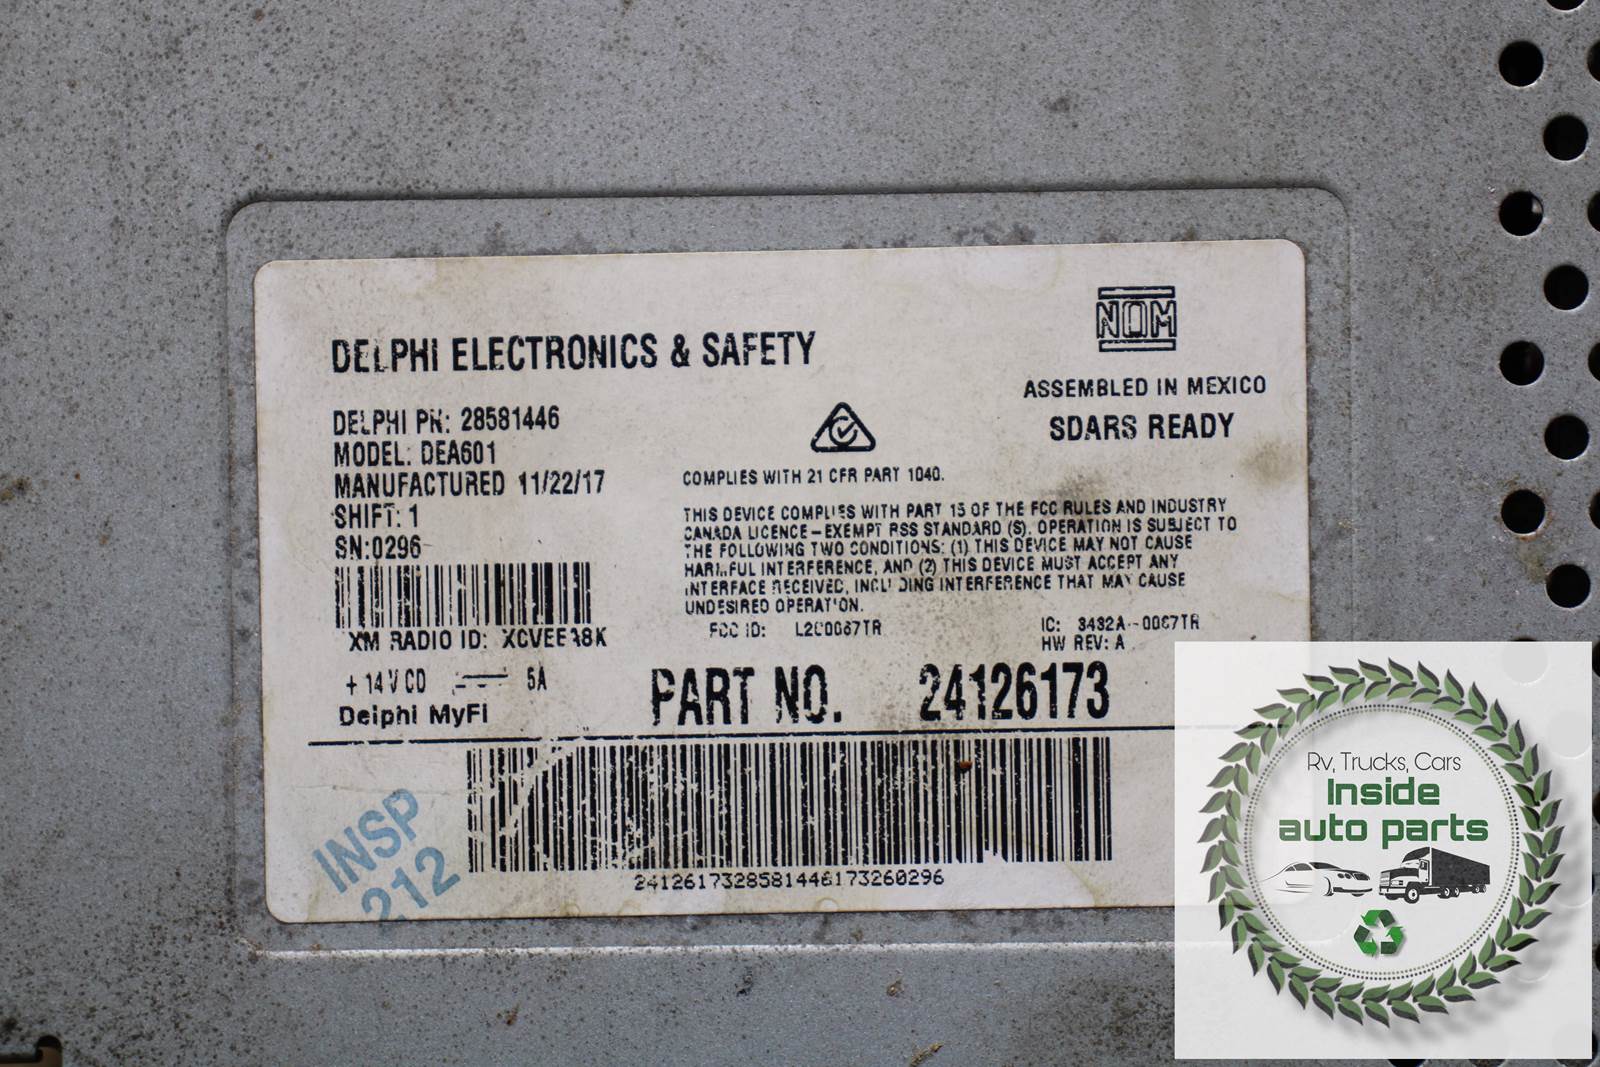 DELPHI ELECTRONICS & SAFETY
NOM
ASSEMBLED IN MEXICO
SDARS READY
DELPHI PN: 28581446
MODEL: DEA601
MANUFACTURED 11/22/17
SHIFT: 1
SN:0296
XM RADIO ID:
+ 14 V CD 5A
Delphi MyFi
COMPLIES WITH 21 CFR PART 1040.
THIS DEVICE COMPLIES WITH PART 15 OF THE FCC RULES AND INDUSTRY
CANADA LICENCE-EXEMPT RSS STANDARD (S). OPERATION IS SUBJECT TO
THE FOLLOWING TWO CONDITIONS: (1) THIS DEVICE MAY NOT CAUSE
HARMFUL INTERFERENCE, AND (2) THIS DEVICE MUST ACCEPT ANY
INTERFACE RECEIVED, INCLUDING INTERFERENCE THAT MAY CAUSE
UNDESIRED OPERATION.
FCC ID: L2C0067TR
IC: 3432A-0067TR
HW REV: A
PART NO. 24126173
2412617328581446173260296
INSP
212
Rv, Trucks, Cars
Inside
auto parts